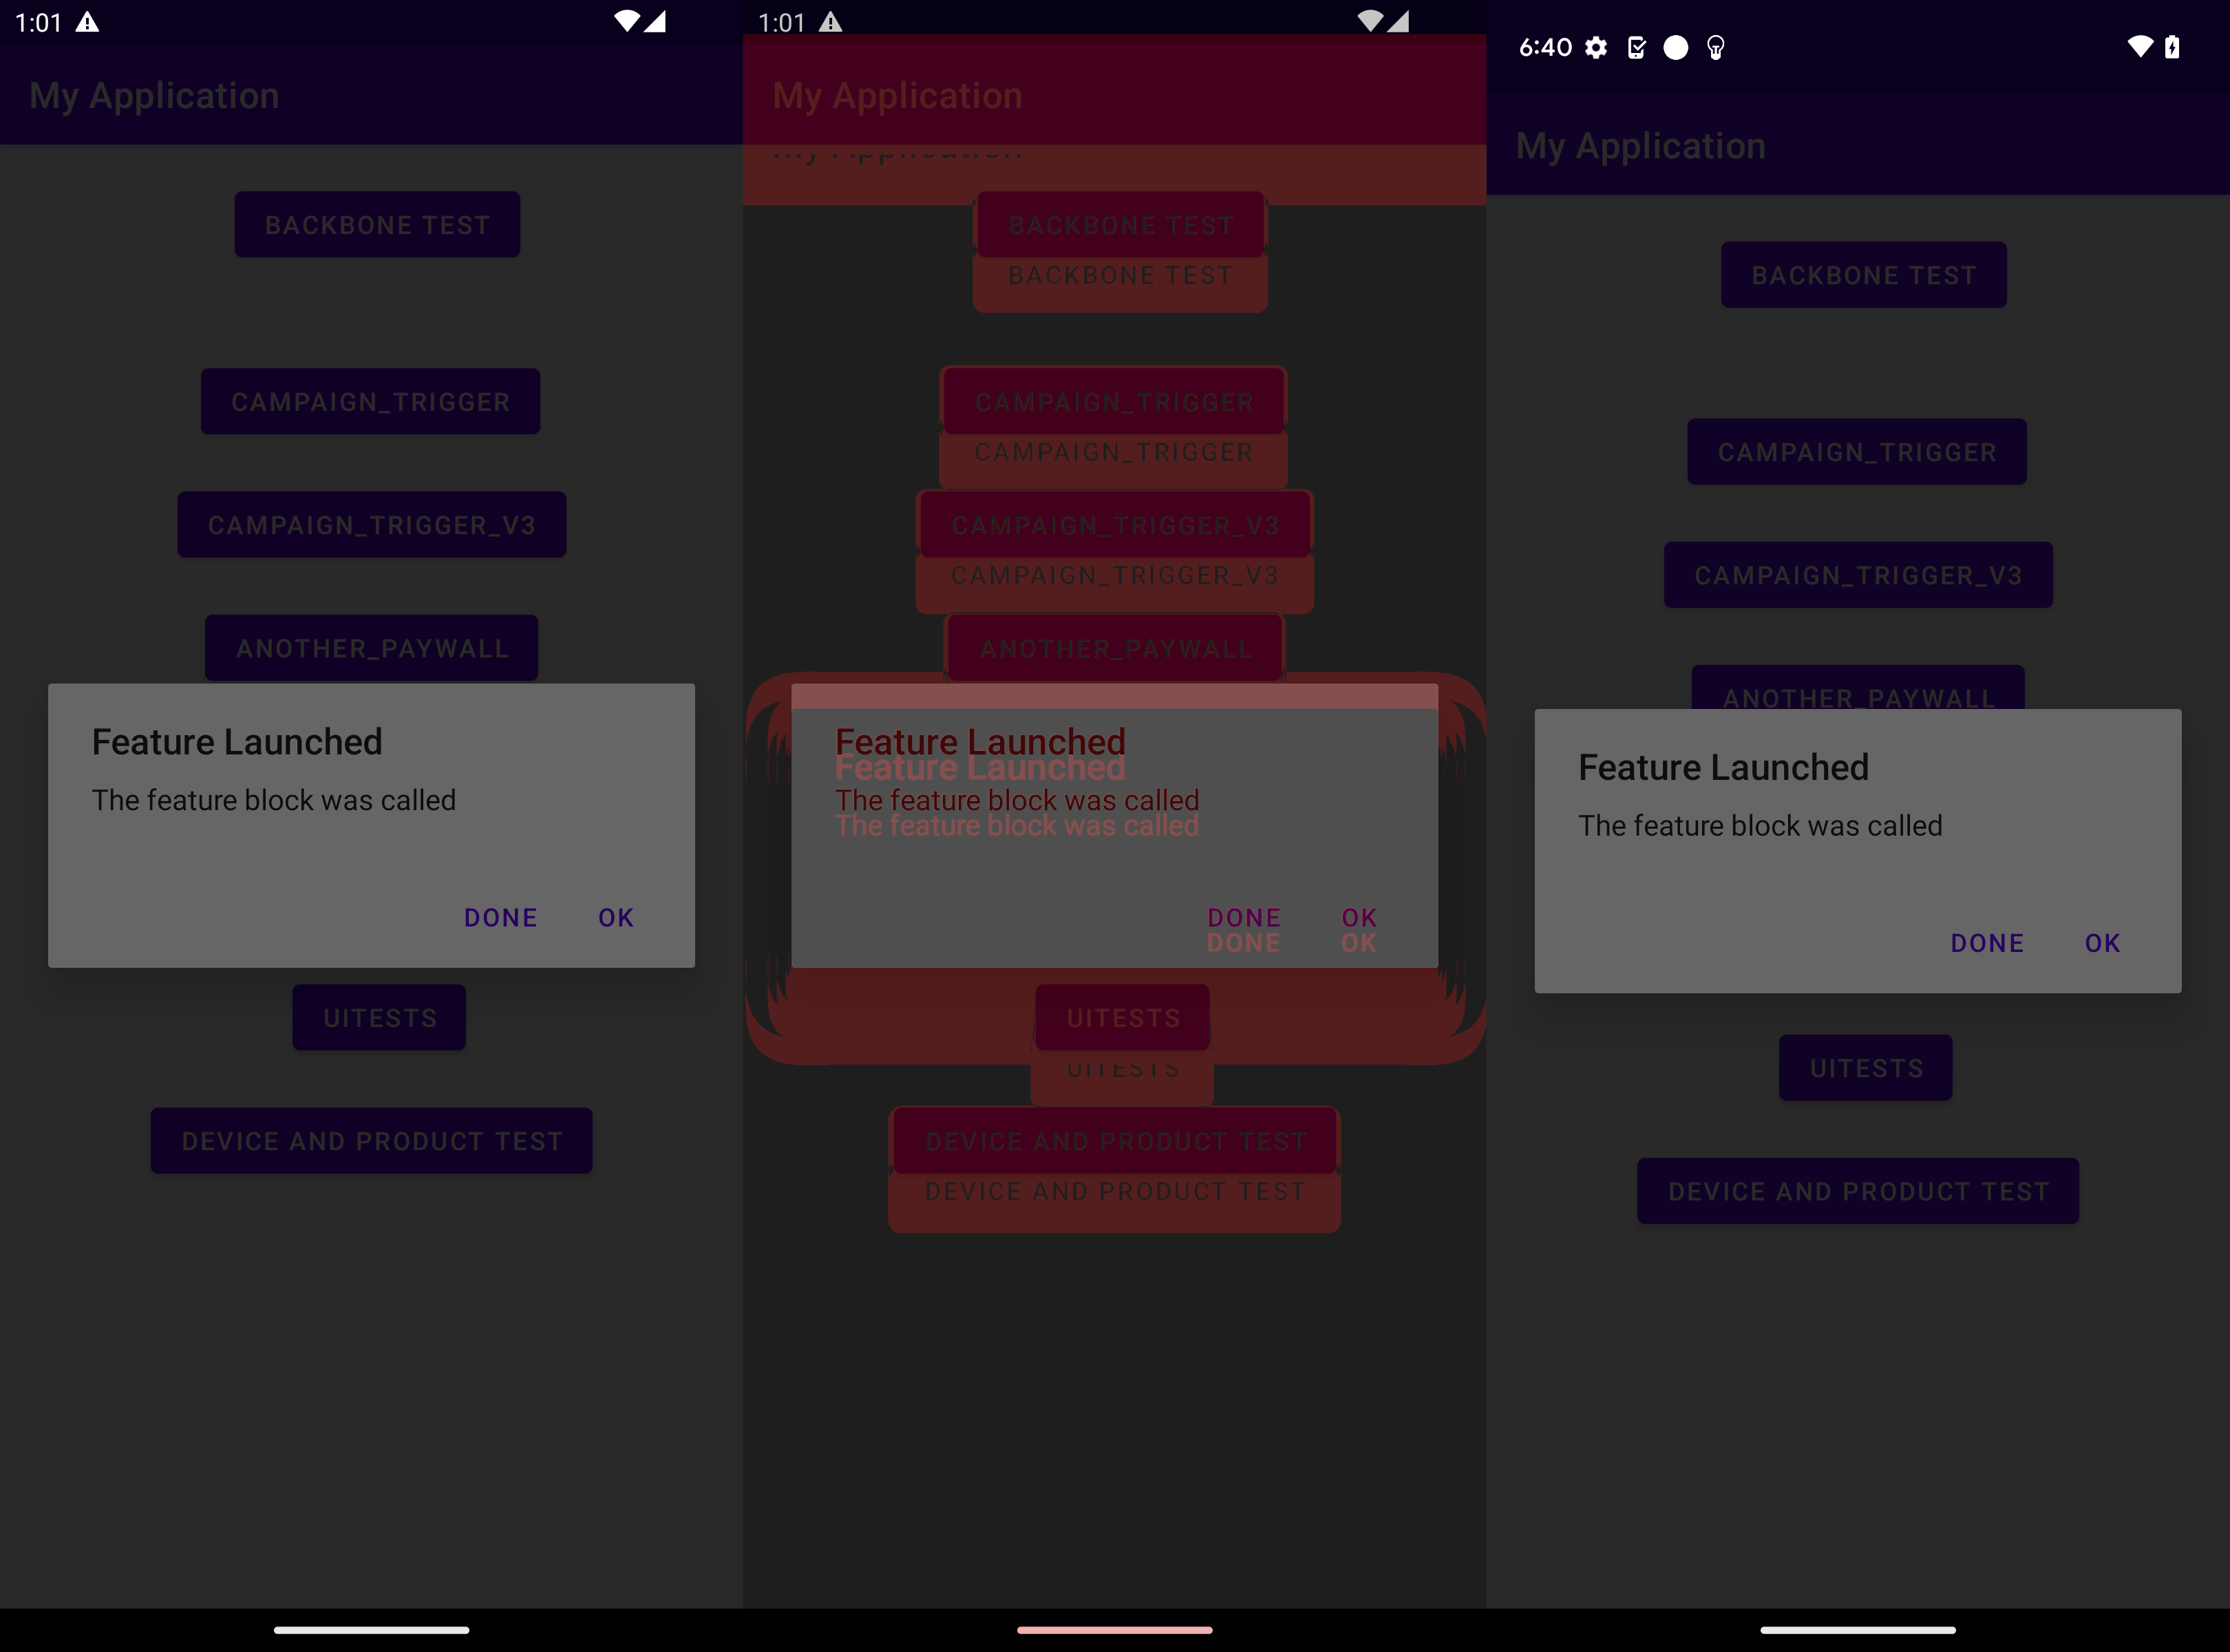 1:01
My Application
BACKBONE TEST
CAMPAIGN_TRIGGER
CAMPAIGN_TRIGGER_V3
ANOTHER_PAYWALL
Feature Launched
The feature block was called
DONE OK
UITESTS
DEVICE AND PRODUCT TEST
1:01
My Application
My Application
BACKBONE TEST
BACKBONE TEST
CAMPAIGN_TRIGGER
CAMPAIGN_TRIGGER
CAMPAIGN_TRIGGER_V3
CAMPAIGN_TRIGGER_V3
ANOTHER_PAYWALL
Feature Launched
Feature Launched
The feature block was called
The feature block was called
DONE OK
DONE OK
UITESTS
UITESTS
DEVICE AND PRODUCT TEST
DEVICE AND PRODUCT TEST
6:40
My Application
BACKBONE TEST
CAMPAIGN_TRIGGER
CAMPAIGN_TRIGGER_V3
ANOTHER_PAYWALL
Feature Launched
The feature block was called
DONE OK
UITESTS
DEVICE AND PRODUCT TEST